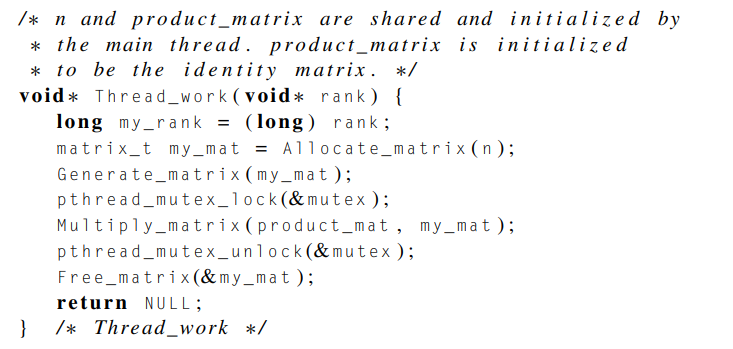 /* n and product_matrix are shared and initialized by
* the main thread. product_matrix is initialized
* to be the identity matrix. */
void* Thread_work(void* rank) {
long my_rank = (long) rank;
matrix_t my_mat = Allocate_matrix(n);
Generate_matrix(my_mat);
pthread_mutex_lock(&mutex);
Multiply_matrix(product_mat, my_mat);
pthread_mutex_unlock(&mutex);
Free_matrix(&my_mat);
return NULL;
} /* Thread_work */